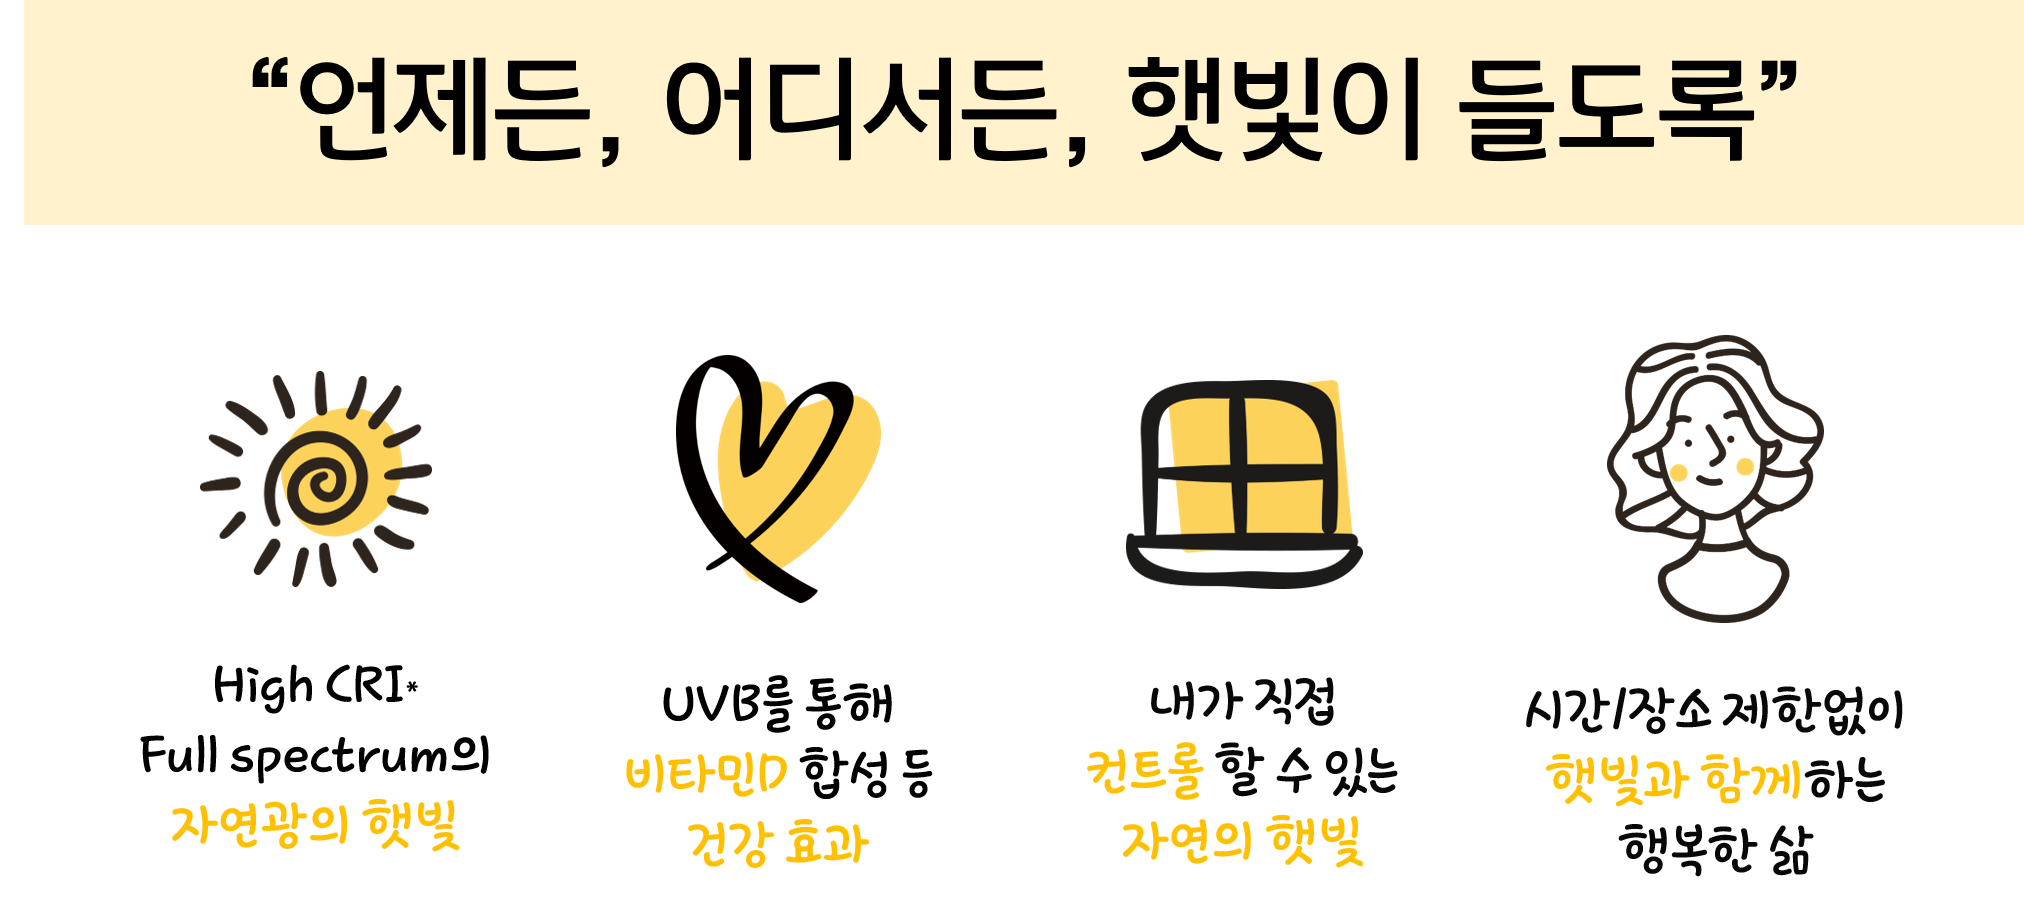 “언제든, 어디서든, 햇빛이 들도록”
High CRI*
Full spectrum의
자연광의 햇빛
UVB를 통해
비타민D 합성 등
건강 효과
내가 직접
컨트롤 할 수 있는
자연의 햇빛
시간/장소 제한없이
햇빛과 함께하는
행복한 삶